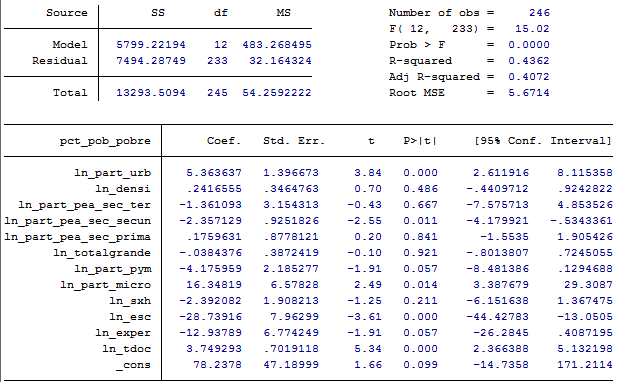 Source SS df MS Number of obs = 246
F( 12, 233) = 15.02
Model 5799.22194 12 483.268495 Prob > F = 0.0000
Residual 7494.28749 233 32.164324 R-squared = 0.4362
Adj R-squared = 0.4072
Total 13293.5094 245 54.2592222 Root MSE = 5.6714
pct_pob_pobre Coef. Std. Err. t P>|t| [95% Conf. Interval]
ln_part_urb 5.363637 1.396673 3.84 0.000 2.611916 8.115358
ln_densi .2416555 .3464763 0.70 0.486 -.4409712 .9242822
ln_part_pea_sec_ter -1.361093 3.154313 -0.43 0.667 -7.575713 4.853526
ln_part_pea_sec_secun -2.357129 .9251826 -2.55 0.011 -4.179921 -.5343361
ln_part_pea_sec_prima .1759631 .8778121 0.20 0.841 -1.5535 1.905426
ln_totalgrande -.0384376 .3872419 -0.10 0.921 -.8013807 .7245055
ln_part_pym -4.175959 2.185277 -1.91 0.057 -8.481386 .1294688
ln_part_micro 16.34819 6.57828 2.49 0.014 3.387679 29.3087
ln_sxh -2.392082 1.908213 -1.25 0.211 -6.151638 1.367475
ln_esc -28.73916 7.96299 -3.61 0.000 -44.42783 -13.0505
ln_exper -12.93789 6.774249 -1.91 0.057 -26.2845 .4087195
ln_tdoc 3.749293 .7019118 5.34 0.000 2.366388 5.132198
_cons 78.2378 47.18999 1.66 0.099 -14.7358 171.2114